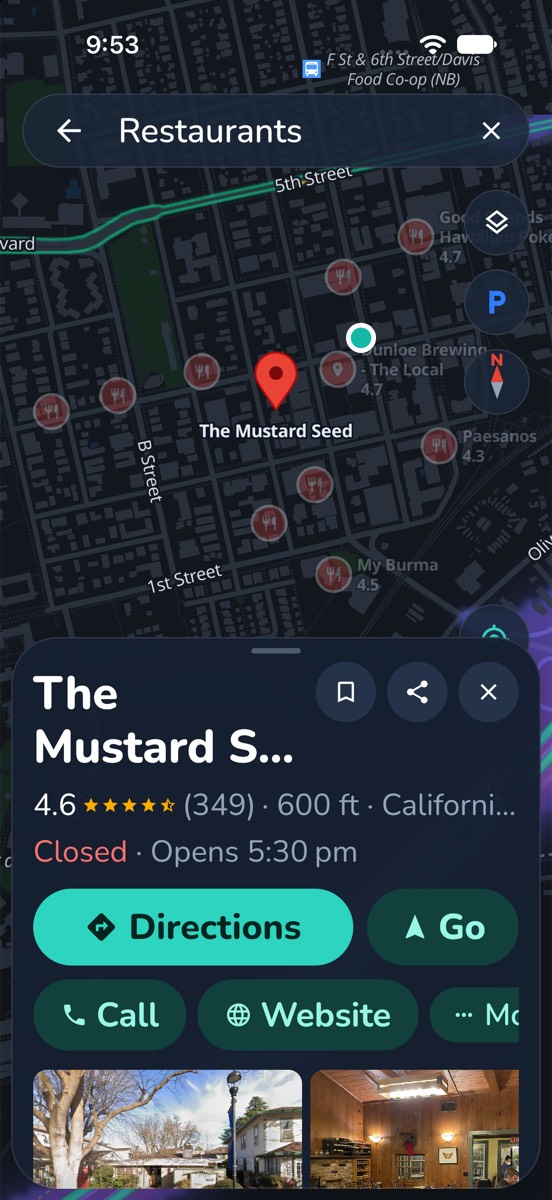 9:53
F St & 6th Street/Davis
Food Co-op (NB)
Restaurants
5th Street
vard
Hawaiian Poke
4.7
P
N
Dunloe Brewing
- The Local
4.7
The Mustard Seed
Paesanos
4.3
B Street
My Burma
4.5
1st Street
Oliv
The
Mustard S...
4.6 (349) · 600 ft · Californi...
Closed · Opens 5:30 pm
Directions
Go
Call
Website
Mo